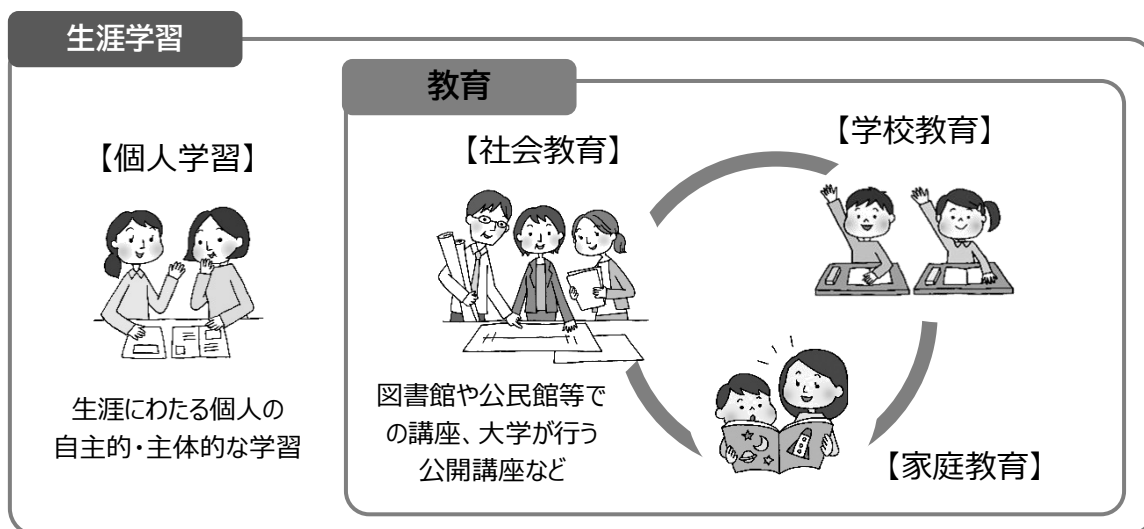 生涯学習
教育
【個人学習】
生涯にわたる個人の
自主的・主体的な学習
【社会教育】
図書館や公民館等で
の講座、大学が行う
公開講座など
【学校教育】
【家庭教育】